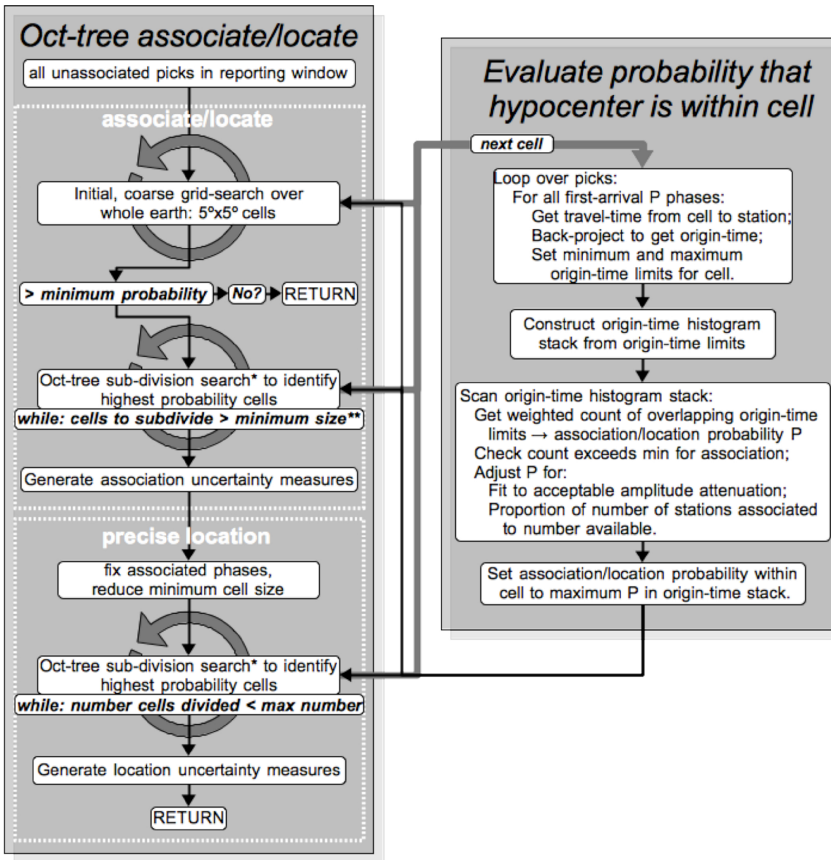 Oct-tree associate/locate
all unassociated picks in reporting window
associate/locate
Initial, coarse grid-search over
whole earth: 5ºx5º cells
> minimum probability
No?
RETURN
Oct-tree sub-division search* to identify
highest probability cells
while: cells to subdivide > minimum size**
Generate association uncertainty measures
precise location
fix associated phases,
reduce minimum cell size
Oct-tree sub-division search* to identify
highest probability cells
while: number cells divided < max number
Generate location uncertainty measures
RETURN
Evaluate probability that
hypocenter is within cell
next cell
Loop over picks:
For all first-arrival P phases:
Get travel-time from cell to station;
Back-project to get origin-time;
Set minimum and maximum
origin-time limits for cell.
Construct origin-time histogram
stack from origin-time limits
Scan origin-time histogram stack:
Get weighted count of overlapping origin-time
limits → association/location probability P
Check count exceeds min for association;
Adjust P for:
Fit to acceptable amplitude attenuation;
Proportion of number of stations associated
to number available.
Set association/location probability within
cell to maximum P in origin-time stack.